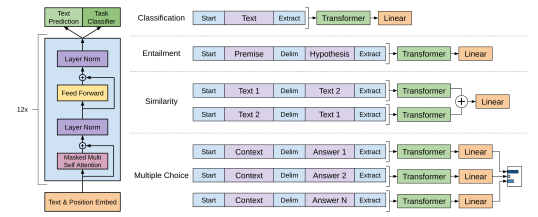 Text Prediction
Task Classifier
12x
Layer Norm
Feed Forward
Layer Norm
Masked Multi Self Attention
Text & Position Embed
Classification
Start Text Extract Transformer Linear
Entailment
Start Premise Delim Hypothesis Extract Transformer Linear
Similarity
Start Text 1 Delim Text 2 Extract Transformer
Start Text 2 Delim Text 1 Extract Transformer
Linear
Multiple Choice
Start Context Delim Answer 1 Extract Transformer Linear
Start Context Delim Answer 2 Extract Transformer Linear
Start Context Delim Answer N Extract Transformer Linear